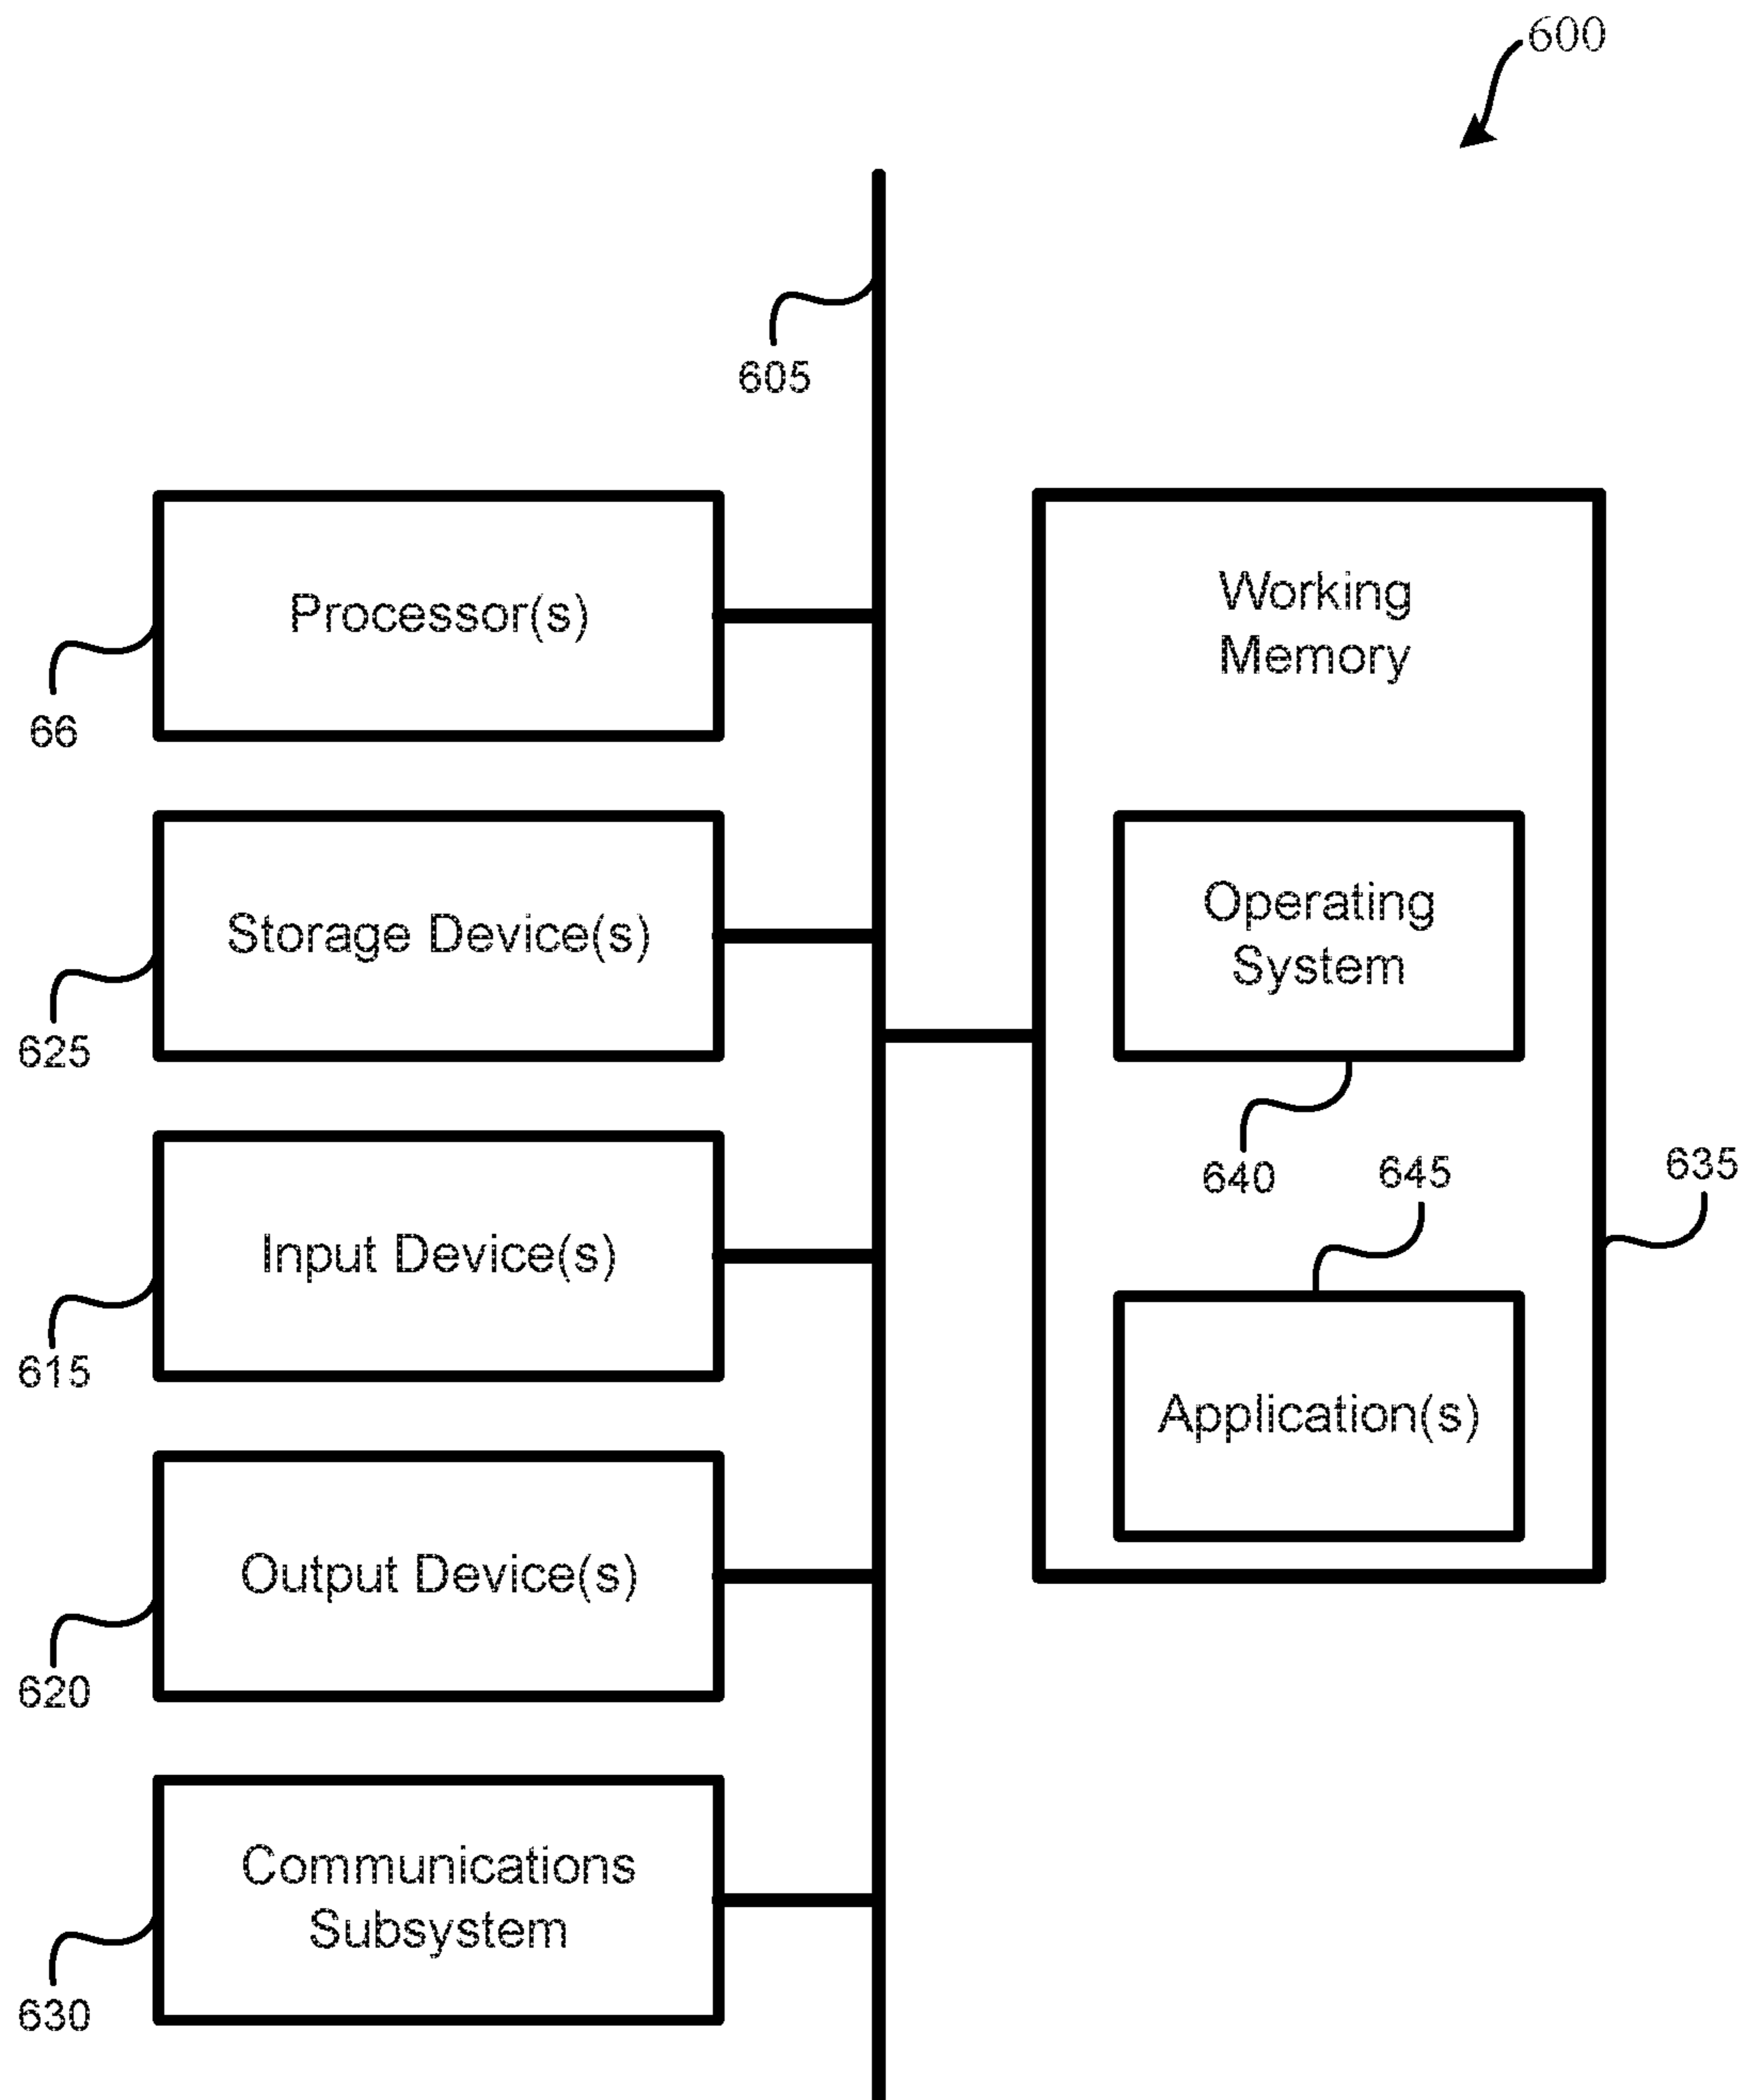 600
605
Processor(s)
66
Storage Device(s)
625
Input Device(s)
615
Output Device(s)
620
Communications
Subsystem
630
Working
Memory
Operating
System
640
645
635
Application(s)